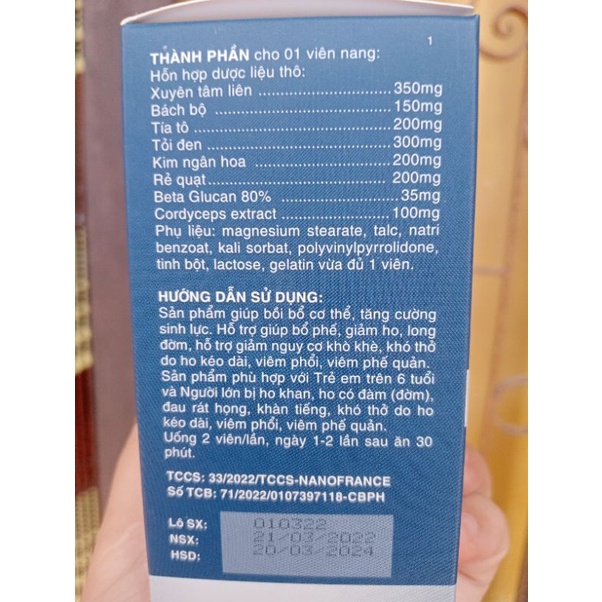 1
THÀNH PHẦN cho 01 viên nang:
Hỗn hợp dược liệu thô:
Xuyên tâm liên ........................ 350mg
Bách bộ ........................ 150mg
Tía tô ........................ 200mg
Tỏi đen ........................ 300mg
Kim ngân hoa ........................ 200mg
Rẻ quạt ........................ 200mg
Beta Glucan 80% ........................ 35mg
Cordyceps extract ........................ 100mg
Phụ liệu: magnesium stearate, talc, natri
benzoat, kali sorbat, polyvinylpyrrolidone,
tinh bột, lactose, gelatin vừa đủ 1 viên.
HƯỚNG DẪN SỬ DỤNG:
Sản phẩm giúp bồi bổ cơ thể, tăng cường
sinh lực. Hỗ trợ giúp bổ phế, giảm ho, long
đờm, hỗ trợ giảm nguy cơ khò khè, khó thở
do ho kéo dài, viêm phổi, viêm phế quản.
Sản phẩm phù hợp với Trẻ em trên 6 tuổi
và Người lớn bị ho khan, ho có đàm (đờm),
đau rát họng, khàn tiếng, khó thở do ho
kéo dài, viêm phổi, viêm phế quản.
Uống 2 viên/lần, ngày 1-2 lần sau ăn 30
phút.
TCCS: 33/2022/TCCS-NANOFRANCE
Số TCB: 71/2022/0107397118-CBPH
Lô SX: 010322
NSX: 21/03/2022
HSD: 20/03/2024